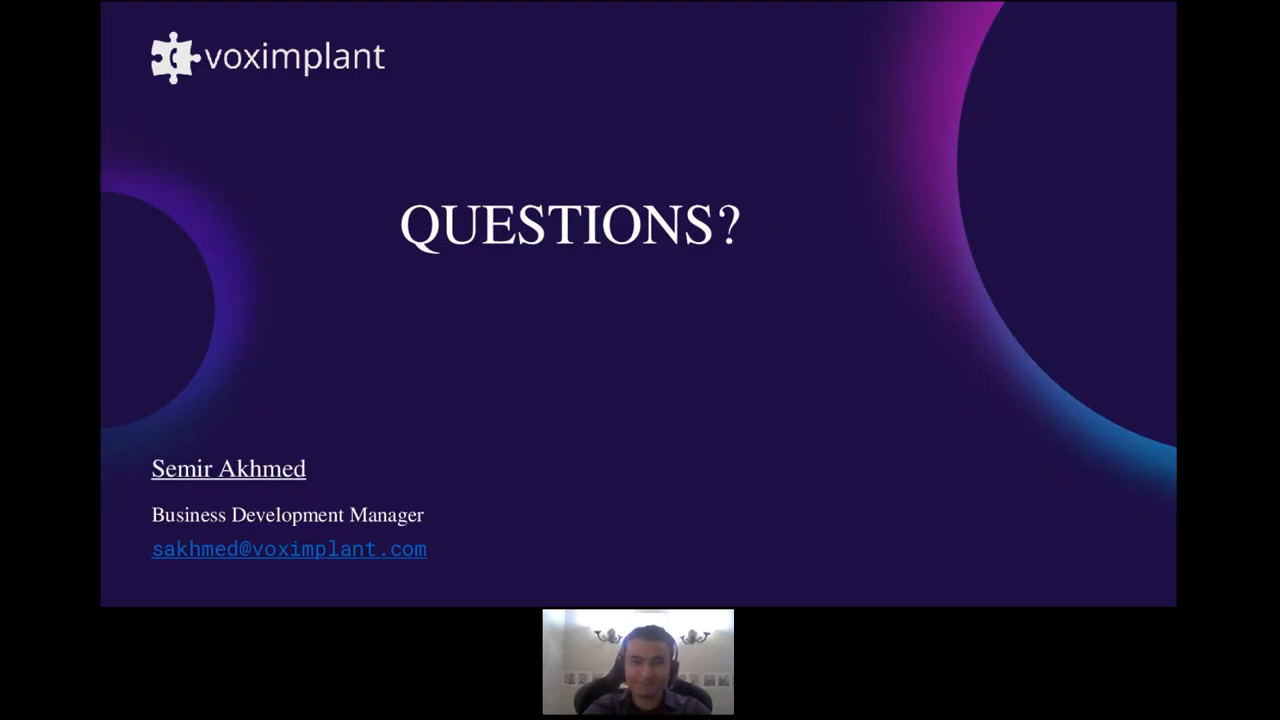 voximplant
QUESTIONS?
Semir Akhmed
Business Development Manager
sakhmed@voximplant.com